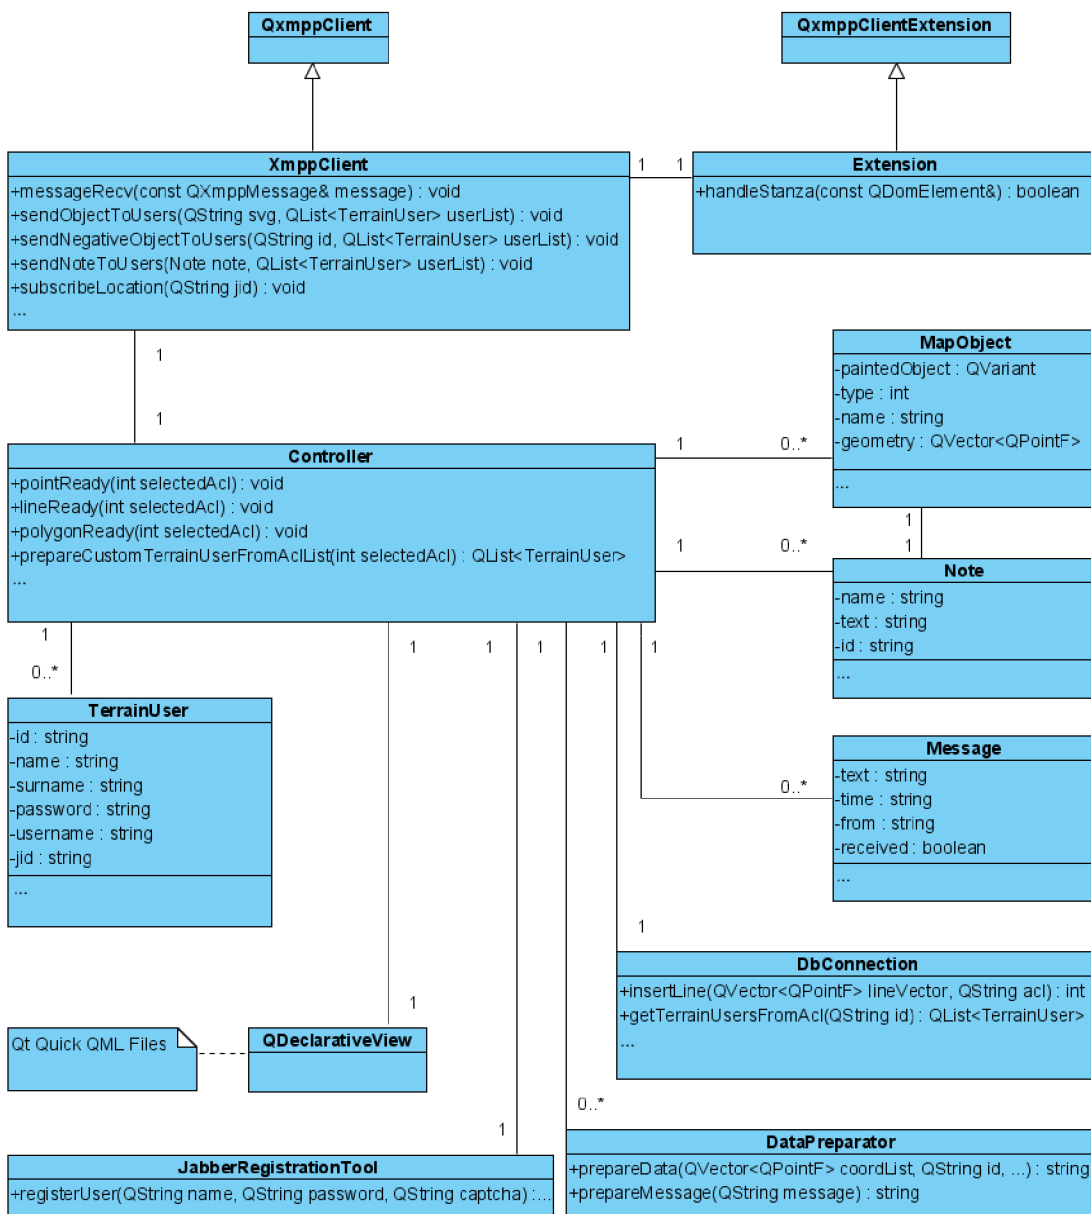 QxmppClient
QxmppClientExtension
XmppClient
+messageRecv(const QXmppMessage& message) : void
+sendObjectToUsers(QString svg, QList<TerrainUser> userList) : void
+sendNegativeObjectToUsers(QString id, QList<TerrainUser> userList) : void
+sendNoteToUsers(Note note, QList<TerrainUser> userList) : void
+subscribeLocation(QString jid) : void
...
1
1
Extension
+handleStanza(const QDomElement&) : boolean
1
1
MapObject
-paintedObject : QVariant
-type : int
-name : string
-geometry : QVector<QPointF>
...
Controller
+pointReady(int selectedAcl) : void
+lineReady(int selectedAcl) : void
+polygonReady(int selectedAcl) : void
+prepareCustomTerrainUserFromAclList(int selectedAcl) : QList<TerrainUser>
...
1
0..*
1
1
1
0..*
Note
-name : string
-text : string
-id : string
...
1
0..*
1
1
1
1
1
TerrainUser
-id : string
-name : string
-surname : string
-password : string
-username : string
-jid : string
...
Message
-text : string
-time : string
-from : string
-received : boolean
...
0..*
1
DbConnection
+insertLine(QVector<QPointF> lineVector, QString acl) : int
+getTerrainUsersFromAcl(QString id) : QList<TerrainUser>
...
1
Qt Quick QML Files
QDeclarativeView
0..*
1
DataPreparator
+prepareData(QVector<QPointF> coordList, QString id, ...) : string
+prepareMessage(QString message) : string
JabberRegistrationTool
+registerUser(QString name, QString password, QString captcha) :...